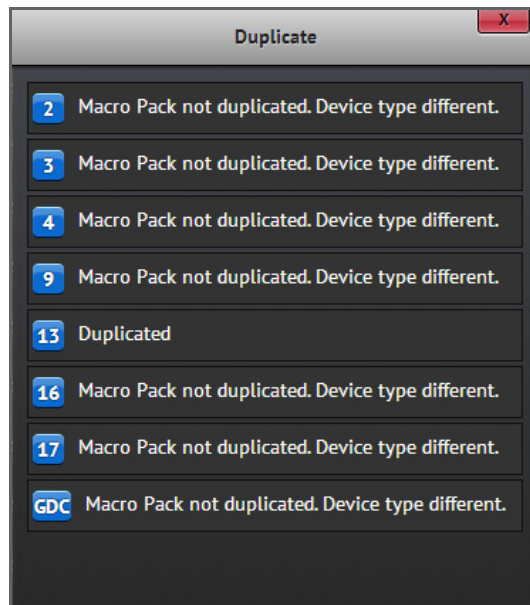 Duplicate
X
2 Macro Pack not duplicated. Device type different.
3 Macro Pack not duplicated. Device type different.
4 Macro Pack not duplicated. Device type different.
9 Macro Pack not duplicated. Device type different.
13 Duplicated
16 Macro Pack not duplicated. Device type different.
17 Macro Pack not duplicated. Device type different.
GDC Macro Pack not duplicated. Device type different.